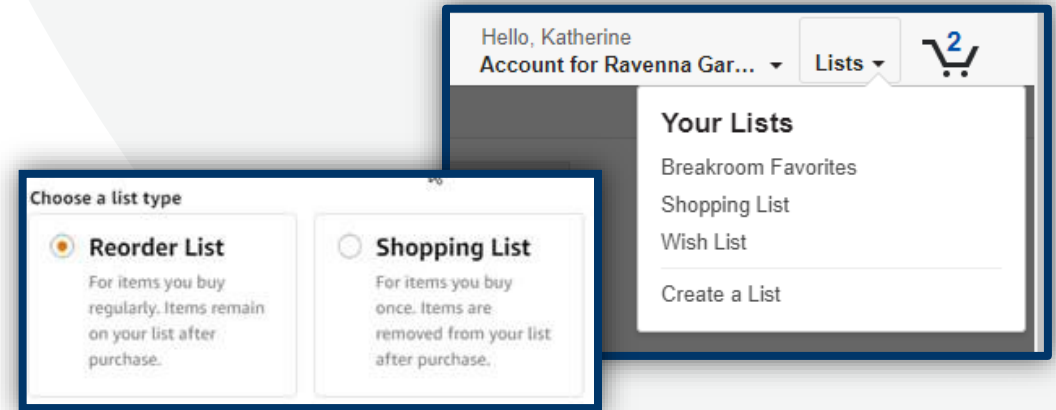 Hello, Katherine
Account for Ravenna Gar...
Lists
2
Your Lists
Breakroom Favorites
Shopping List
Wish List
Create a List
Choose a list type
Reorder List
For items you buy
regularly. Items remain
on your list after
purchase.
Shopping List
For items you buy
once. Items are
removed from your list
after purchase.